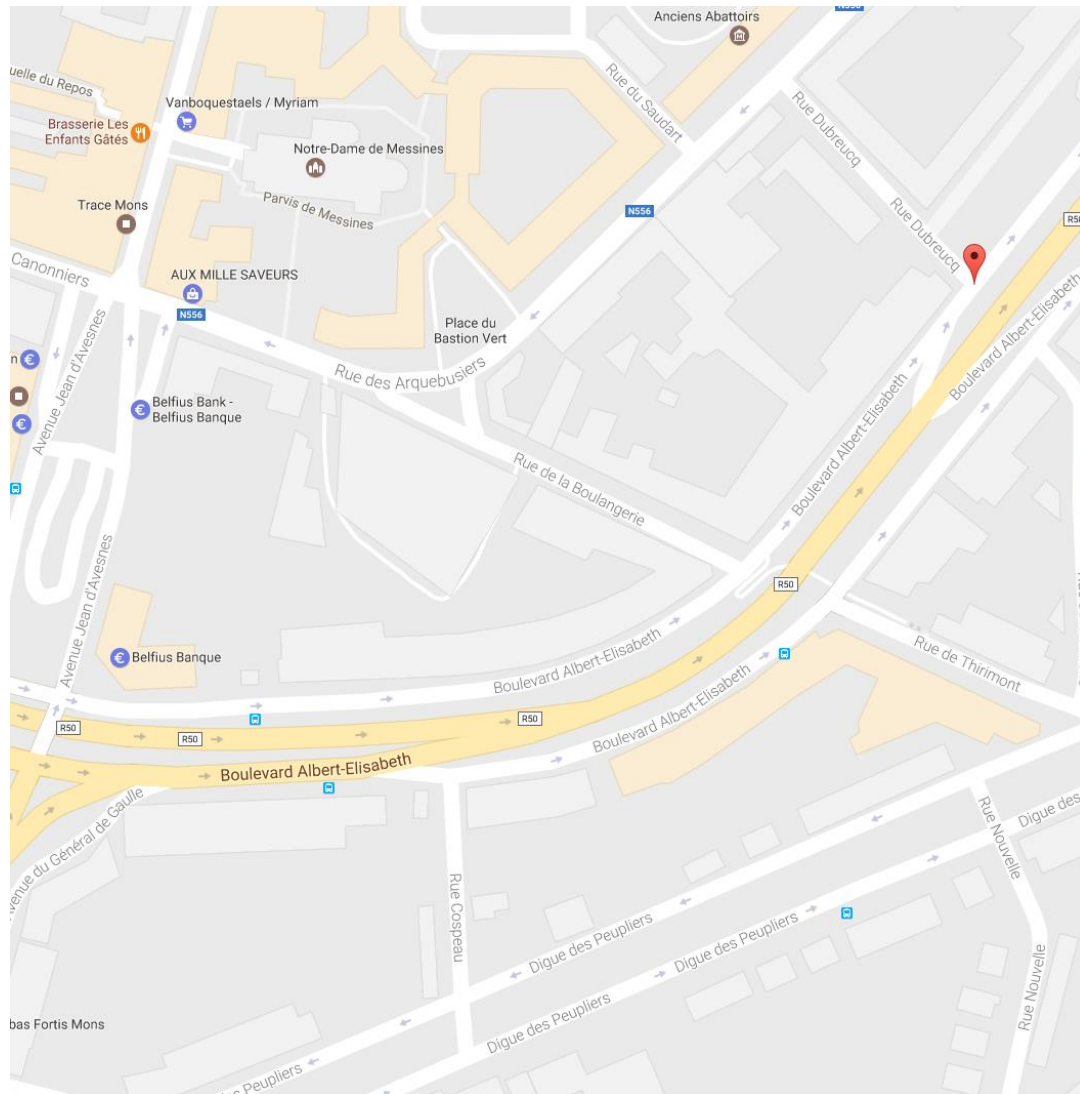 N556
Anciens Abattoirs
uelle du Repos
Rue du Saudart
Rue Dubreucq
Vanboquestaels / Myriam
Brasserie Les
Enfants Gâtés
Notre-Dame de Messines
Trace Mons
Parvis de Messines
N556
Rue Dubreucq
R50
Canonniers
AUX MILLE SAVEURS
N556
Place du
Bastion Vert
Boulevard Albert-Elisabeth
n
Rue des Arquebusiers
Avenue Jean d'Avesnes
Belfius Bank -
Belfius Banque
Boulevard Albert-Elisabeth
Rue de la Boulangerie
Avenue Jean d'Avesnes
R50
Belfius Banque
Rue de Thirimont
Boulevard Albert-Elisabeth
Boulevard Albert-Elisabeth
R50
R50
R50
Boulevard Albert-Elisabeth
Avenue du Général de Gaulle
Rue Nouvelle
Digue des
Rue Cospeau
Digue des Peupliers
Digue des Peupliers
Rue Nouvelle
bas Fortis Mons
Digue des Peupliers
es Peupliers